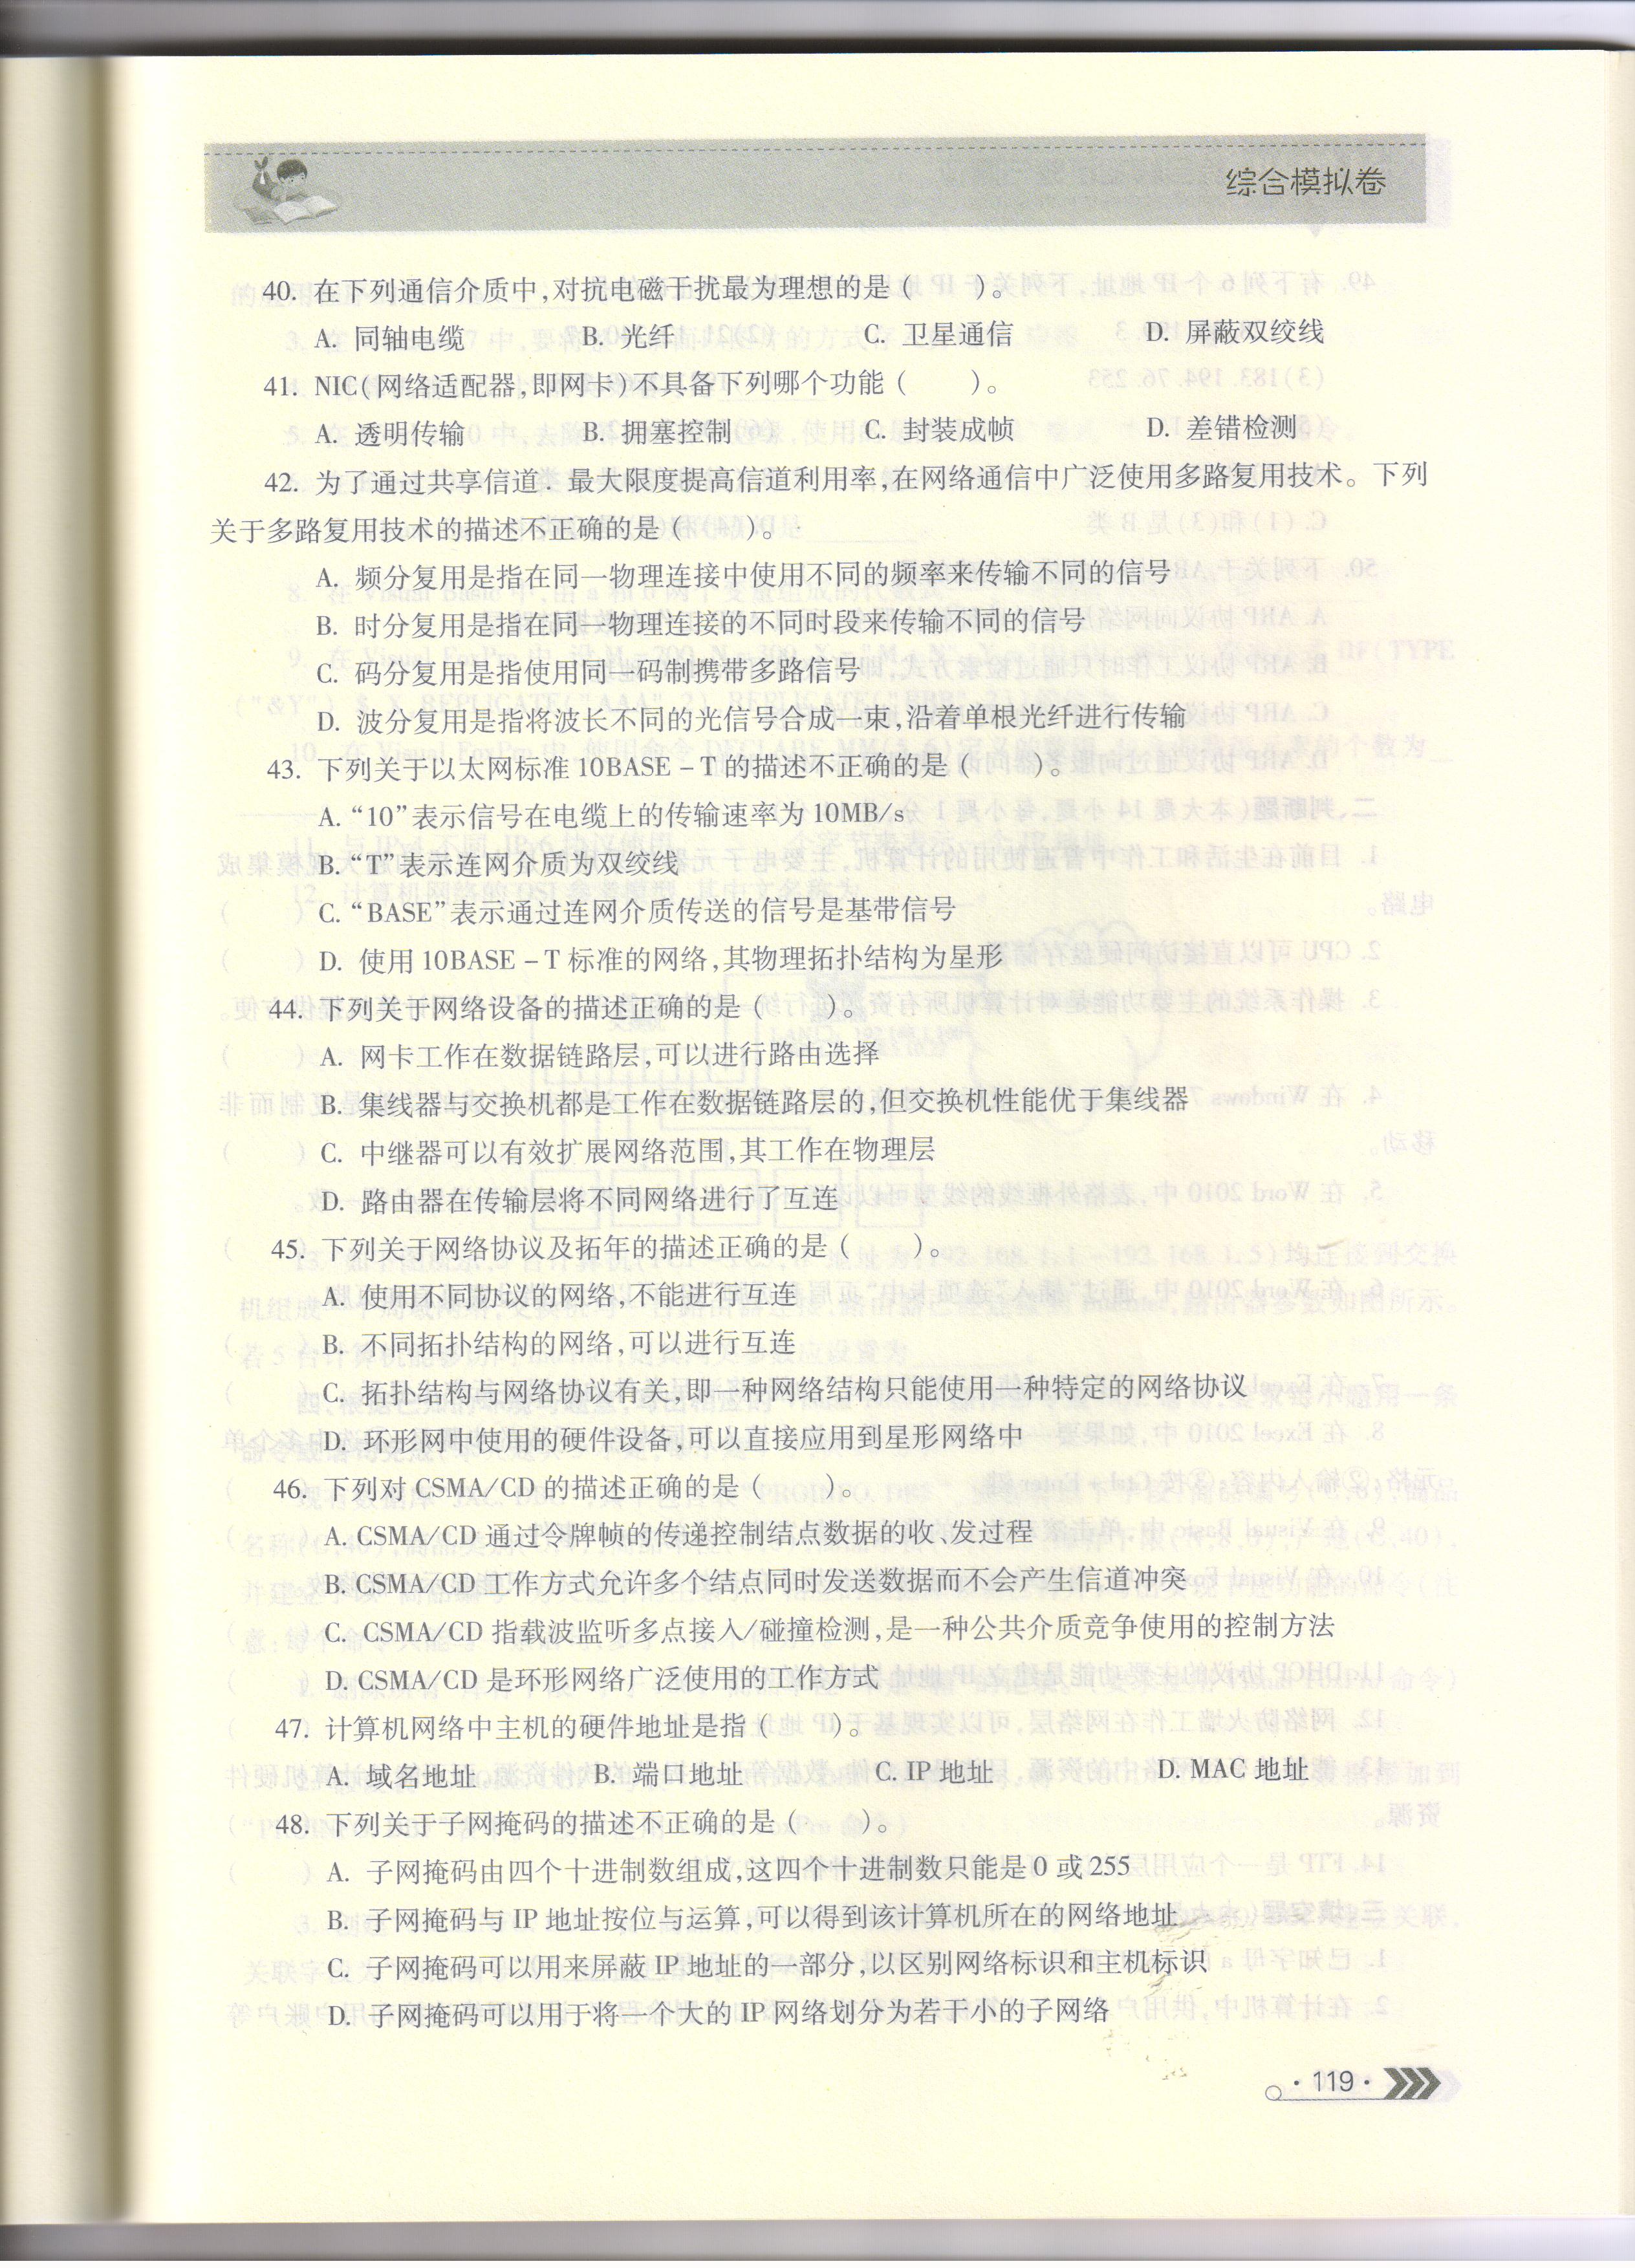 综合模拟卷
40. 在下列通信介质中,对抗电磁干扰最为理想的是（　　）。
A. 同轴电缆 B. 光纤 C. 卫星通信 D. 屏蔽双绞线
41. NIC(网络适配器,即网卡)不具备下列哪个功能（　　）。
A. 透明传输 B. 拥塞控制 C. 封装成帧 D. 差错检测
42. 为了通过共享信道. 最大限度提高信道利用率,在网络通信中广泛使用多路复用技术。下列
关于多路复用技术的描述不正确的是（　　）。
A. 频分复用是指在同一物理连接中使用不同的频率来传输不同的信号
B. 时分复用是指在同一物理连接的不同时段来传输不同的信号
C. 码分复用是指使用同一码制携带多路信号
D. 波分复用是指将波长不同的光信号合成一束,沿着单根光纤进行传输
43. 下列关于以太网标准 10BASE－T 的描述不正确的是（　　）。
A. “10”表示信号在电缆上的传输速率为 10MB/s
B. “T”表示连网介质为双绞线
C. “BASE”表示通过连网介质传送的信号是基带信号
D. 使用 10BASE－T 标准的网络,其物理拓扑结构为星形
44. 下列关于网络设备的描述正确的是（　　）。
A. 网卡工作在数据链路层,可以进行路由选择
B. 集线器与交换机都是工作在数据链路层的,但交换机性能优于集线器
C. 中继器可以有效扩展网络范围,其工作在物理层
D. 路由器在传输层将不同网络进行了互连
45. 下列关于网络协议及拓年的描述正确的是（　　）。
A. 使用不同协议的网络,不能进行互连
B. 不同拓扑结构的网络,可以进行互连
C. 拓扑结构与网络协议有关,即一种网络结构只能使用一种特定的网络协议
D. 环形网中使用的硬件设备,可以直接应用到星形网络中
46. 下列对 CSMA/CD 的描述正确的是（　　）。
A. CSMA/CD 通过令牌帧的传递控制结点数据的收、发过程
B. CSMA/CD 工作方式允许多个结点同时发送数据而不会产生信道冲突
C. CSMA/CD 指载波监听多点接入/碰撞检测,是一种公共介质竞争使用的控制方法
D. CSMA/CD 是环形网络广泛使用的工作方式
47. 计算机网络中主机的硬件地址是指（　　）。
A. 域名地址 B. 端口地址 C. IP 地址 D. MAC 地址
48. 下列关于子网掩码的描述不正确的是（　　）。
A. 子网掩码由四个十进制数组成,这四个十进制数只能是 0 或 255
B. 子网掩码与 IP 地址按位与运算,可以得到该计算机所在的网络地址
C. 子网掩码可以用来屏蔽 IP 地址的一部分,以区别网络标识和主机标识
D. 子网掩码可以用于将一个大的 IP 网络划分为若干小的子网络
· 119 ·